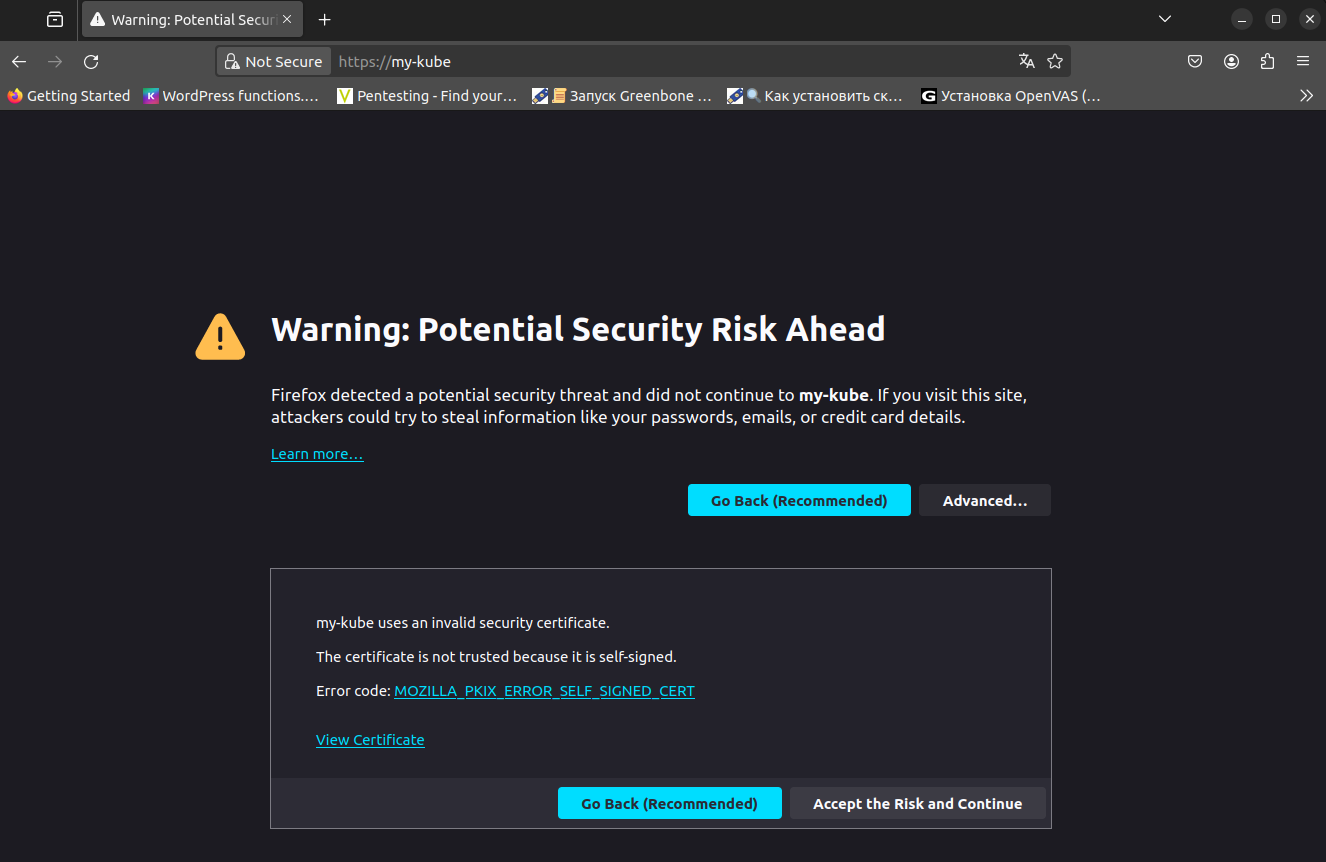 Warning: Potential Securi
Not Secure
https://my-kube
Getting Started
WordPress functions....
Pentesting - Find your...
Запуск Greenbone ...
Как установить ск...
Установка OpenVAS (...
Warning: Potential Security Risk Ahead
Firefox detected a potential security threat and did not continue to my-kube. If you visit this site,
attackers could try to steal information like your passwords, emails, or credit card details.
Learn more...
Go Back (Recommended)
Advanced...
my-kube uses an invalid security certificate.
The certificate is not trusted because it is self-signed.
Error code: MOZILLA_PKIX_ERROR_SELF_SIGNED_CERT
View Certificate
Go Back (Recommended)
Accept the Risk and Continue